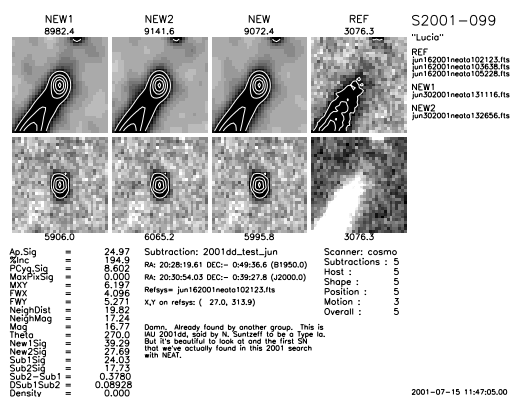 NEW1 NEW2 NEW REF S2001-099
8982.4 9141.6 9072.4 3076.3
"Lucia"
REF
jun162001neata102123.fts
jun162001neata103638.fts
jun162001neata105228.fts
NEW1
jun302001neata131116.fts
NEW2
jun302001neata132656.fts
5906.0 6065.2 5995.8 3076.3
Ap.Sig = 24.97
%Inc = 194.9
PCyg.Sig = 8.602
MaxPixSig = 0.000
MXY = 6.197
FWX = 4.096
FWY = 5.271
NeighDist = 19.82
NeighMag = 17.24
Mag = 16.77
Theta = 270.0
New1Sig = 39.29
New2Sig = 27.69
Sub1Sig = 24.03
Sub2Sig = 17.73
Sub2-Sub1 = 0.3780
DSub1Sub2 = 0.08928
Density = 0.000
Subtraction: 2001dd_test_jun
RA: 20:28:19.61 DEC:- 0:49:36.6 (B1950.0)
RA: 20:30:54.03 DEC:- 0:39:27.8 (J2000.0)
Refsys= jun162001neata102123.fts
X,Y on refsys: ( 27.0, 313.9)
Damn. Already found by another group. This is
IAU 2001dd, said by N. Suntzeff to be a Type Ia.
But it's beautiful to look at and the first SN
that we've actually found in this 2001 search
with NEAT.
Scanner: cosmo
Subtractions : 5
Host : 5
Shape : 5
Position : 5
Motion : 3
Overall : 5
2001-07-15 11:47:05.00